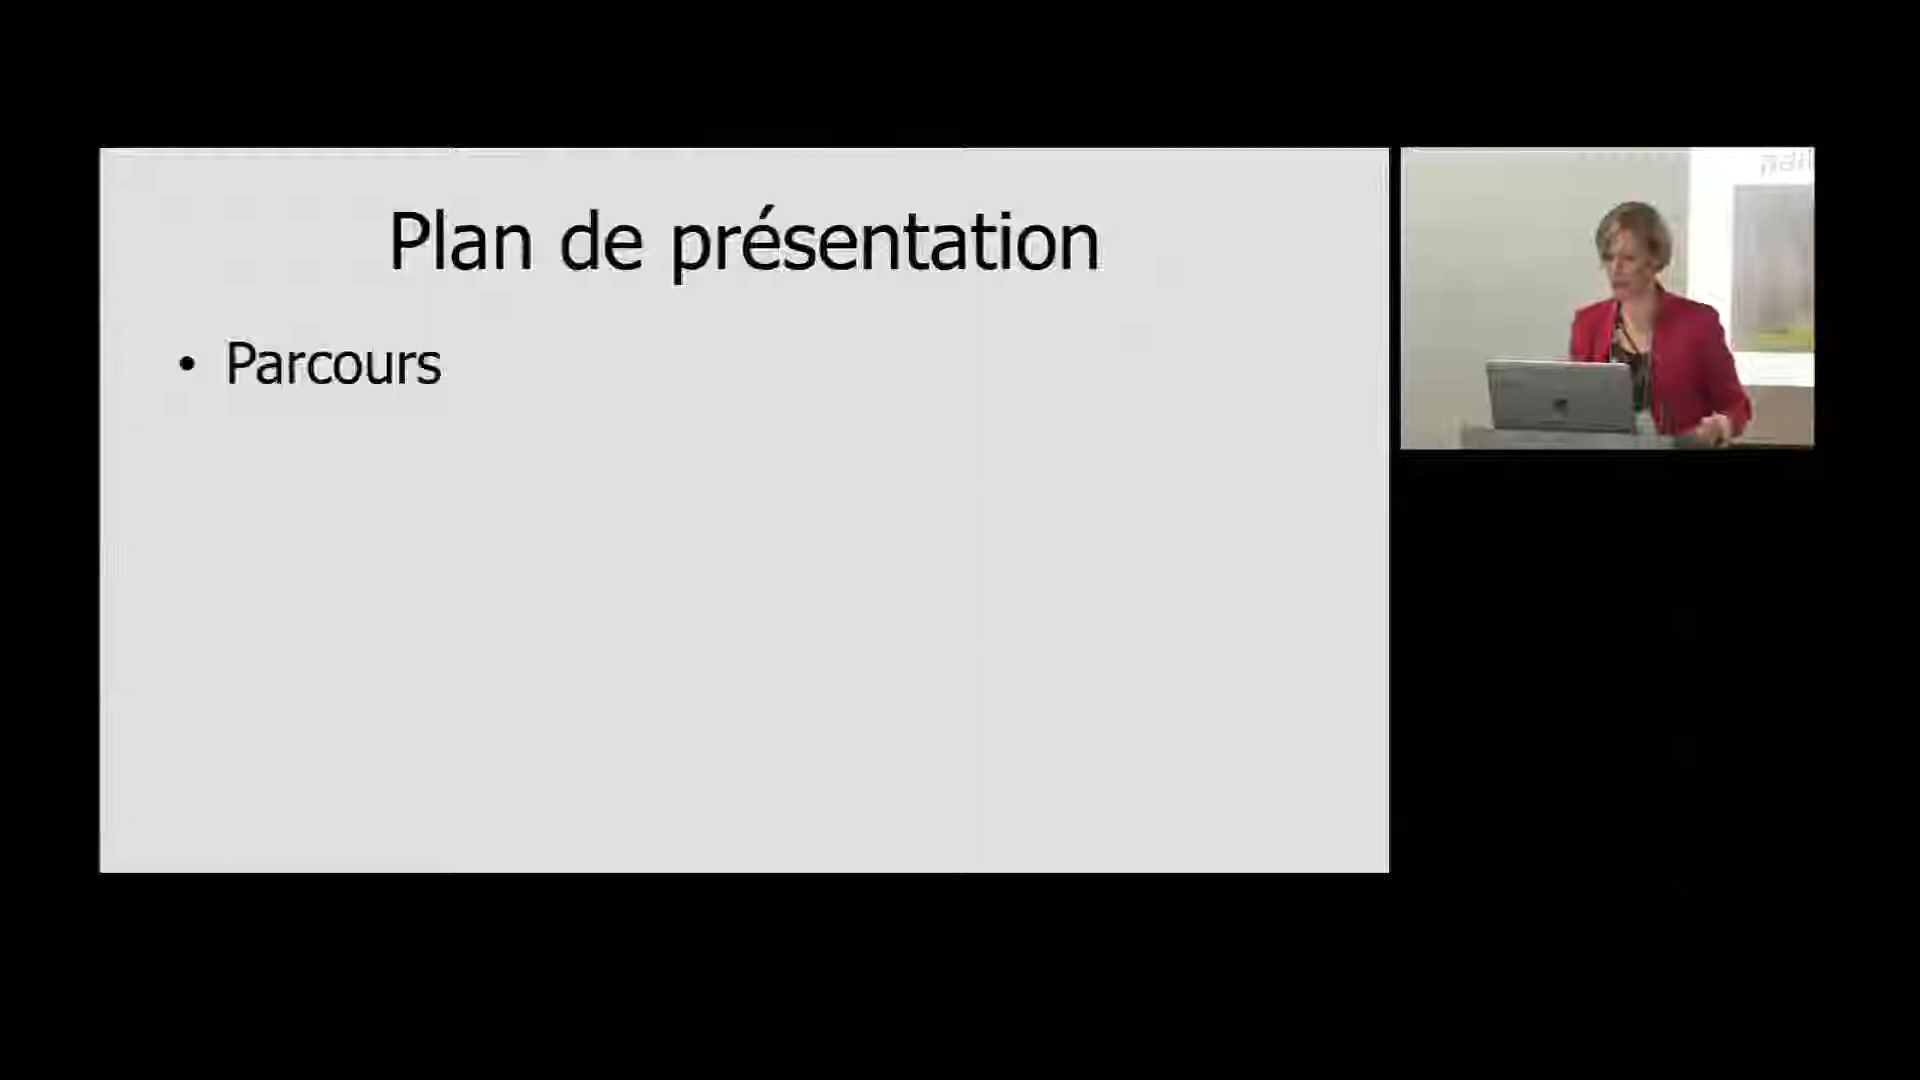 Plan de présentation
• Parcours